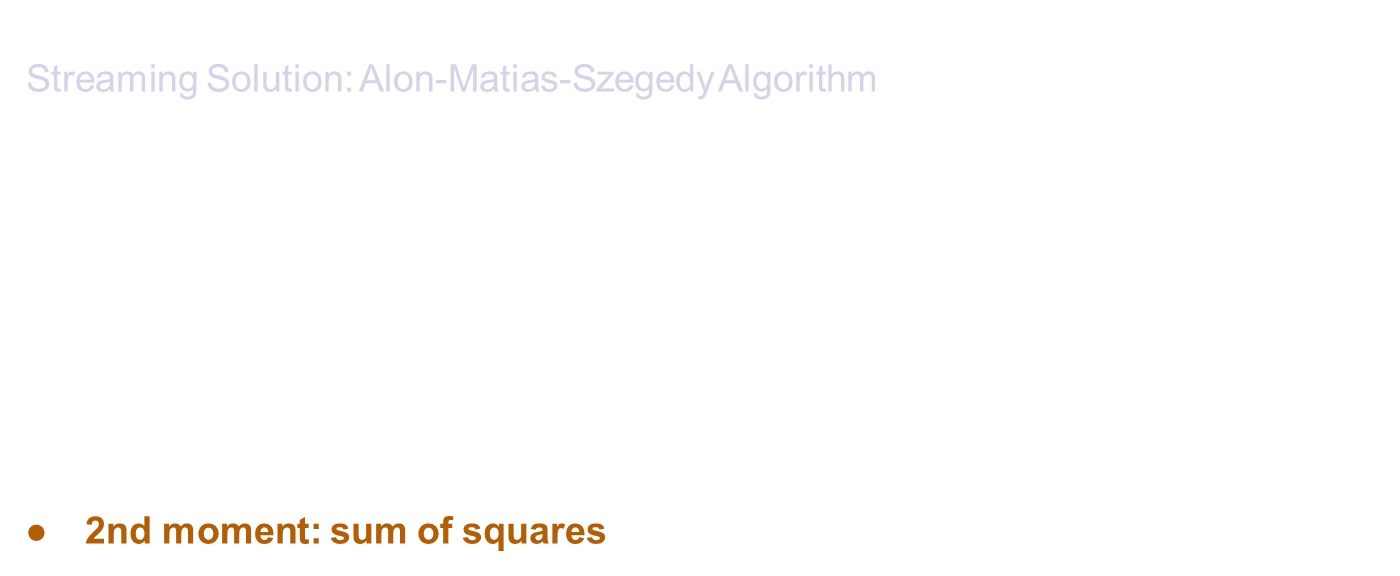 Streaming Solution: Alon-Matias-Szegedy Algorithm
● 2nd moment: sum of squares